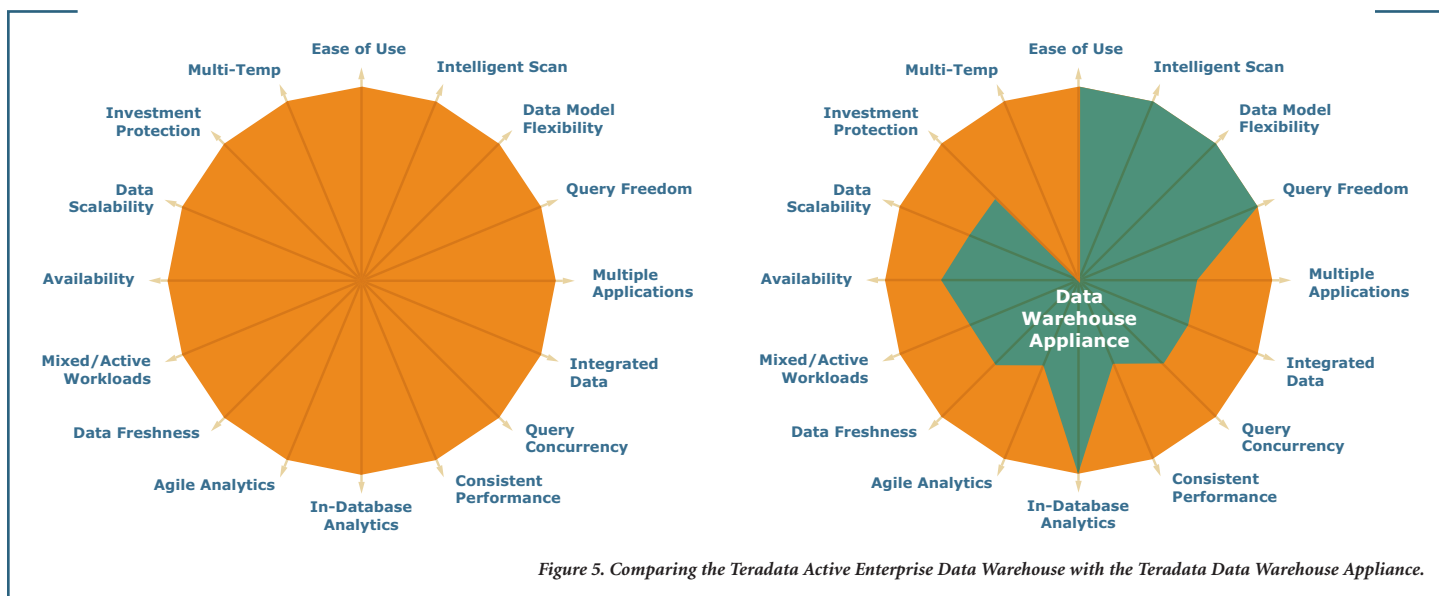 Ease of Use
Intelligent Scan
Data Model
Flexibility
Query Freedom
Multiple
Applications
Integrated
Data
Query
Concurrency
Consistent
Performance
In-Database
Analytics
Agile Analytics
Data Freshness
Mixed/Active
Workloads
Availability
Data
Scalability
Investment
Protection
Multi-Temp
Ease of Use
Intelligent Scan
Data Model
Flexibility
Query Freedom
Multiple
Applications
Integrated
Data
Query
Concurrency
Consistent
Performance
In-Database
Analytics
Agile Analytics
Data Freshness
Mixed/Active
Workloads
Availability
Data
Scalability
Investment
Protection
Multi-Temp
Data
Warehouse
Appliance
Figure 5. Comparing the Teradata Active Enterprise Data Warehouse with the Teradata Data Warehouse Appliance.